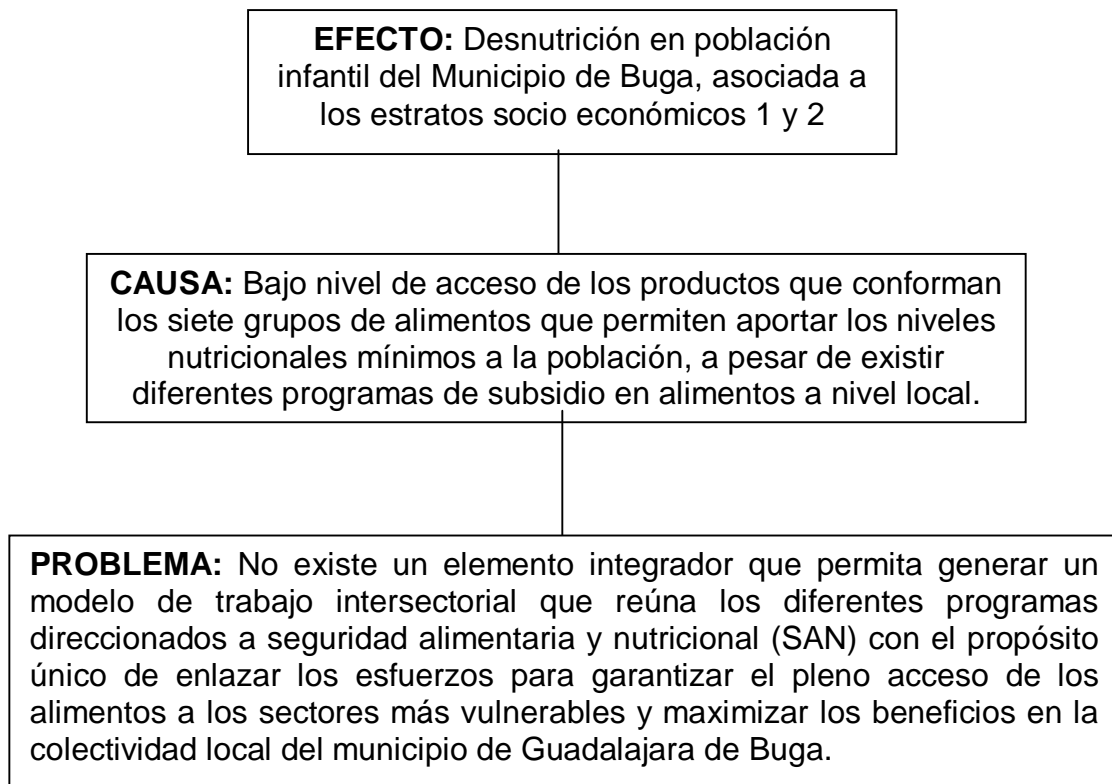 EFECTO: Desnutrición en población
infantil del Municipio de Buga, asociada a
los estratos socio económicos 1 y 2
CAUSA: Bajo nivel de acceso de los productos que conforman
los siete grupos de alimentos que permiten aportar los niveles
nutricionales mínimos a la población, a pesar de existir
diferentes programas de subsidio en alimentos a nivel local.
PROBLEMA: No existe un elemento integrador que permita generar un
modelo de trabajo intersectorial que reúna los diferentes programas
direccionados a seguridad alimentaria y nutricional (SAN) con el propósito
único de enlazar los esfuerzos para garantizar el pleno acceso de los
alimentos a los sectores más vulnerables y maximizar los beneficios en la
colectividad local del municipio de Guadalajara de Buga.